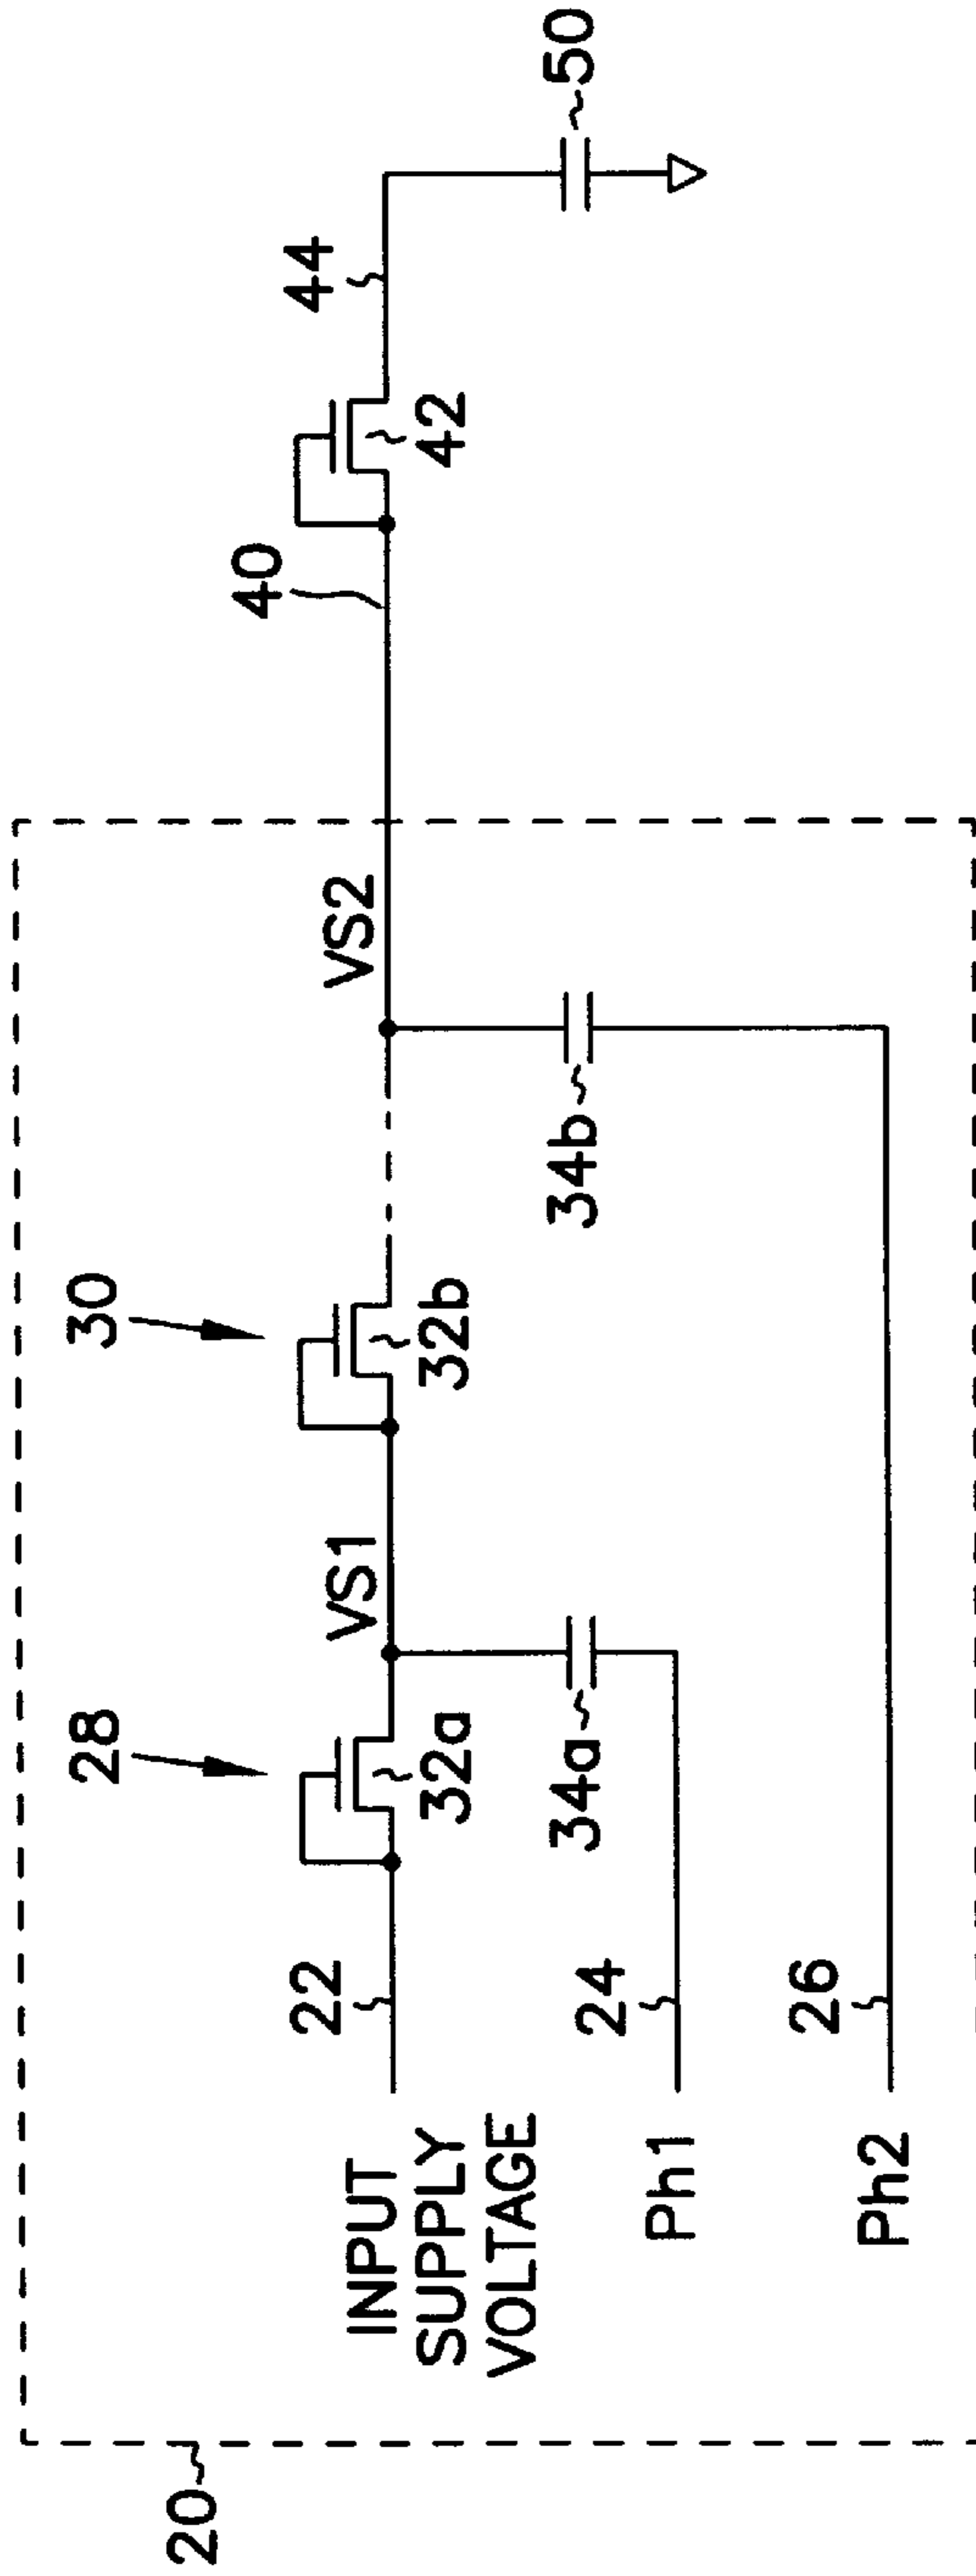 20
28
30
22
32a
VS1
32b
VS2
40
42
44
INPUT
SUPPLY
VOLTAGE
34a
34b
50
Ph1
24
Ph2
26